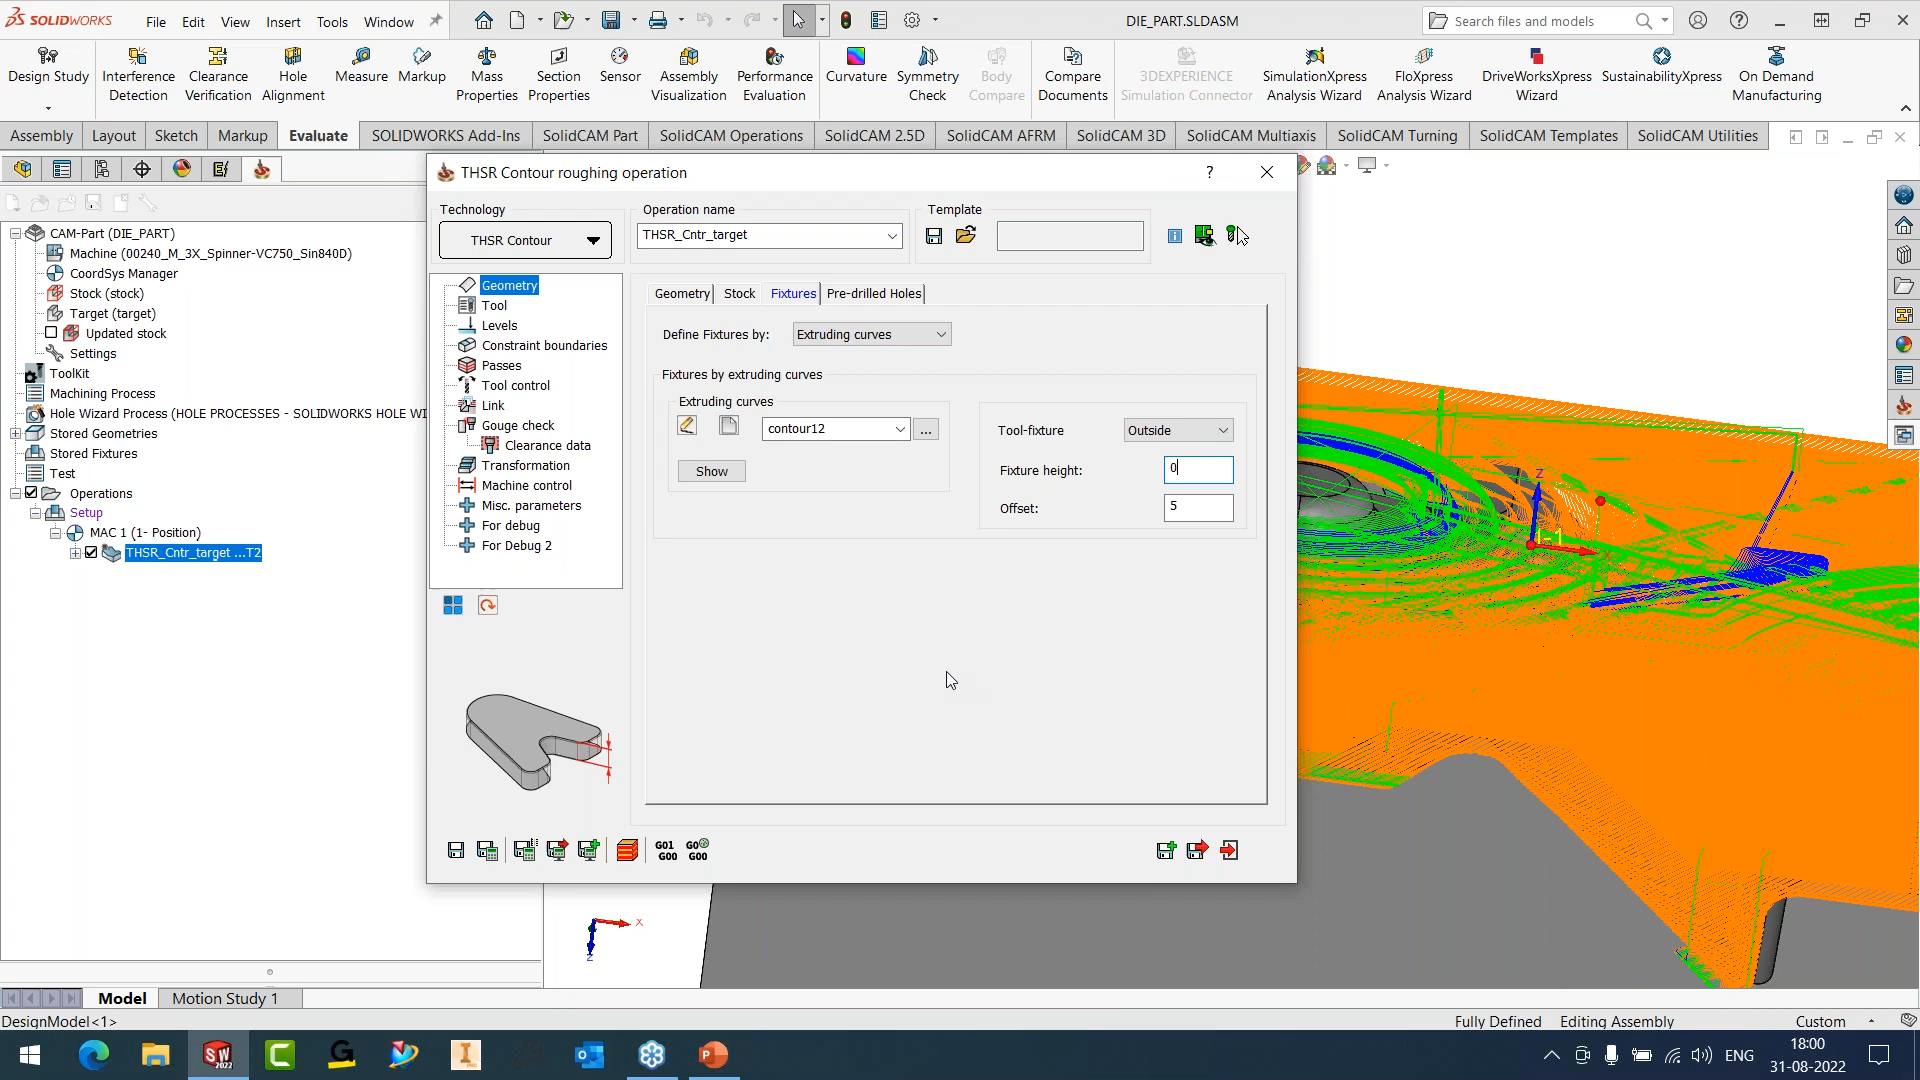 SOLIDWORKS File Edit View Insert Tools Window DIE_PART.SLDASM Search files and models
Design Study
Interference Detection
Clearance Verification
Hole Alignment
Measure
Markup
Mass Properties
Section Properties
Sensor
Assembly Visualization
Performance Evaluation
Curvature
Symmetry Check
Body Compare
Compare Documents
3DEXPERIENCE Simulation Connector
SimulationXpress Analysis Wizard
FloXpress Analysis Wizard
DriveWorksXpress Wizard
SustainabilityXpress
On Demand Manufacturing
Assembly Layout Sketch Markup Evaluate SOLIDWORKS Add-Ins SolidCAM Part SolidCAM Operations SolidCAM 2.5D SolidCAM AFRM SolidCAM 3D SolidCAM Multiaxis SolidCAM Turning SolidCAM Templates SolidCAM Utilities
CAM-Part (DIE_PART)
Machine (00240_M_3X_Spinner-VC750_Sin840D)
CoordSys Manager
Stock (stock)
Target (target)
Updated stock
Settings
ToolKit
Machining Process
Hole Wizard Process (HOLE PROCESSES - SOLIDWORKS HOLE WI
Stored Geometries
Stored Fixtures
Test
Operations
Setup
MAC 1 (1- Position)
THSR_Cntr_target ...T2
THSR Contour roughing operation ?
Technology
THSR Contour
Operation name
THSR_Cntr_target
Template
Geometry
Tool
Levels
Constraint boundaries
Passes
Tool control
Link
Gouge check
Clearance data
Transformation
Machine control
Misc. parameters
For debug
For Debug 2
Geometry Stock Fixtures Pre-drilled Holes
Define Fixtures by: Extruding curves
Fixtures by extruding curves
Extruding curves
contour12 ...
Show
Tool-fixture Outside
Fixture height: 0
Offset: 5
G01 G00 G0 G00
Z
X
Z
Model Motion Study 1
DesignModel<1> Fully Defined Editing Assembly Custom
SW 2022
ENG
18:00
31-08-2022